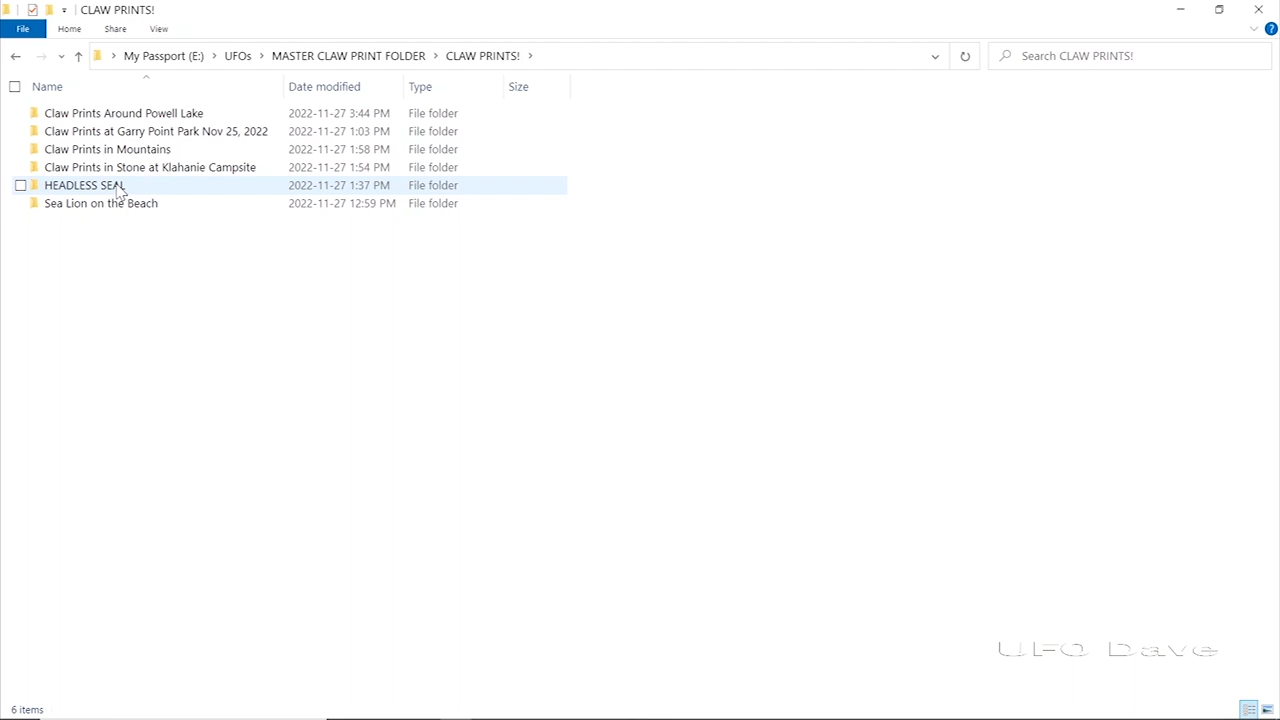 CLAW PRINTS!
File Home Share View
My Passport (E:) UFOs MASTER CLAW PRINT FOLDER CLAW PRINTS! Search CLAW PRINTS!
Name Date modified Type Size
Claw Prints Around Powell Lake 2022-11-27 3:44 PM File folder
Claw Prints at Garry Point Park Nov 25, 2022 2022-11-27 1:03 PM File folder
Claw Prints in Mountains 2022-11-27 1:58 PM File folder
Claw Prints in Stone at Klahanie Campsite 2022-11-27 1:54 PM File folder
HEADLESS SEAL 2022-11-27 1:37 PM File folder
Sea Lion on the Beach 2022-11-27 12:59 PM File folder
UFO Dave
6 items